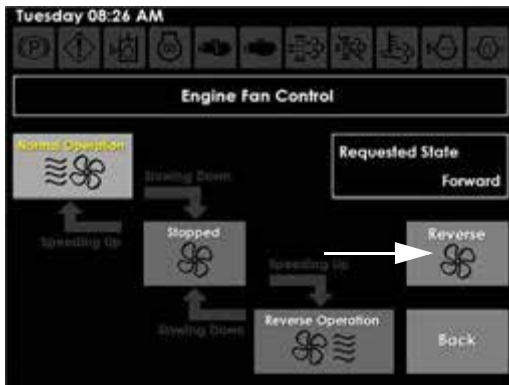 Tuesday 08:26 AM
P
Engine Fan Control
Normal Operation
Requested State
Forward
Slowing Down
Speeding Up
Stopped
Reverse
Speeding Up
Slowing Down
Reverse Operation
Back